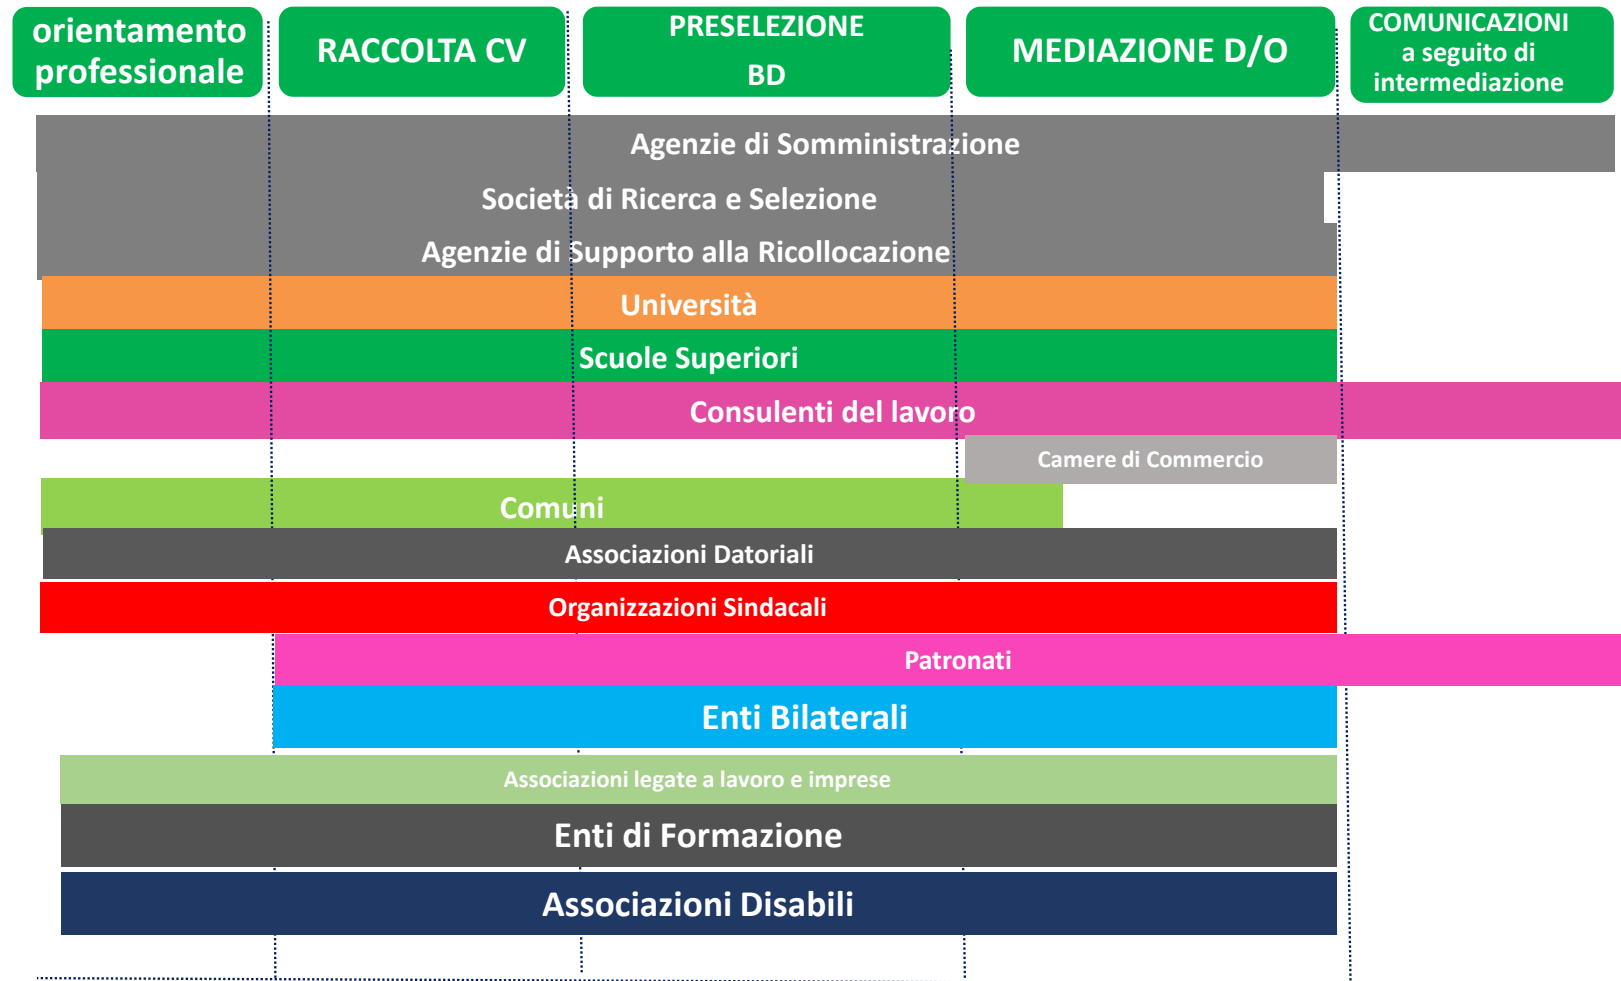 orientamento
professionale
RACCOLTA CV
PRESELEZIONE
BD
MEDIAZIONE D/O
COMUNICAZIONI
a seguito di
intermediazione
Agenzie di Somministrazione
Società di Ricerca e Selezione
Agenzie di Supporto alla Ricollocazione
Università
Scuole Superiori
Consulenti del lavoro
Camere di Commercio
Comuni
Associazioni Datoriali
Organizzazioni Sindacali
Patronati
Enti Bilaterali
Associazioni legate a lavoro e imprese
Enti di Formazione
Associazioni Disabili